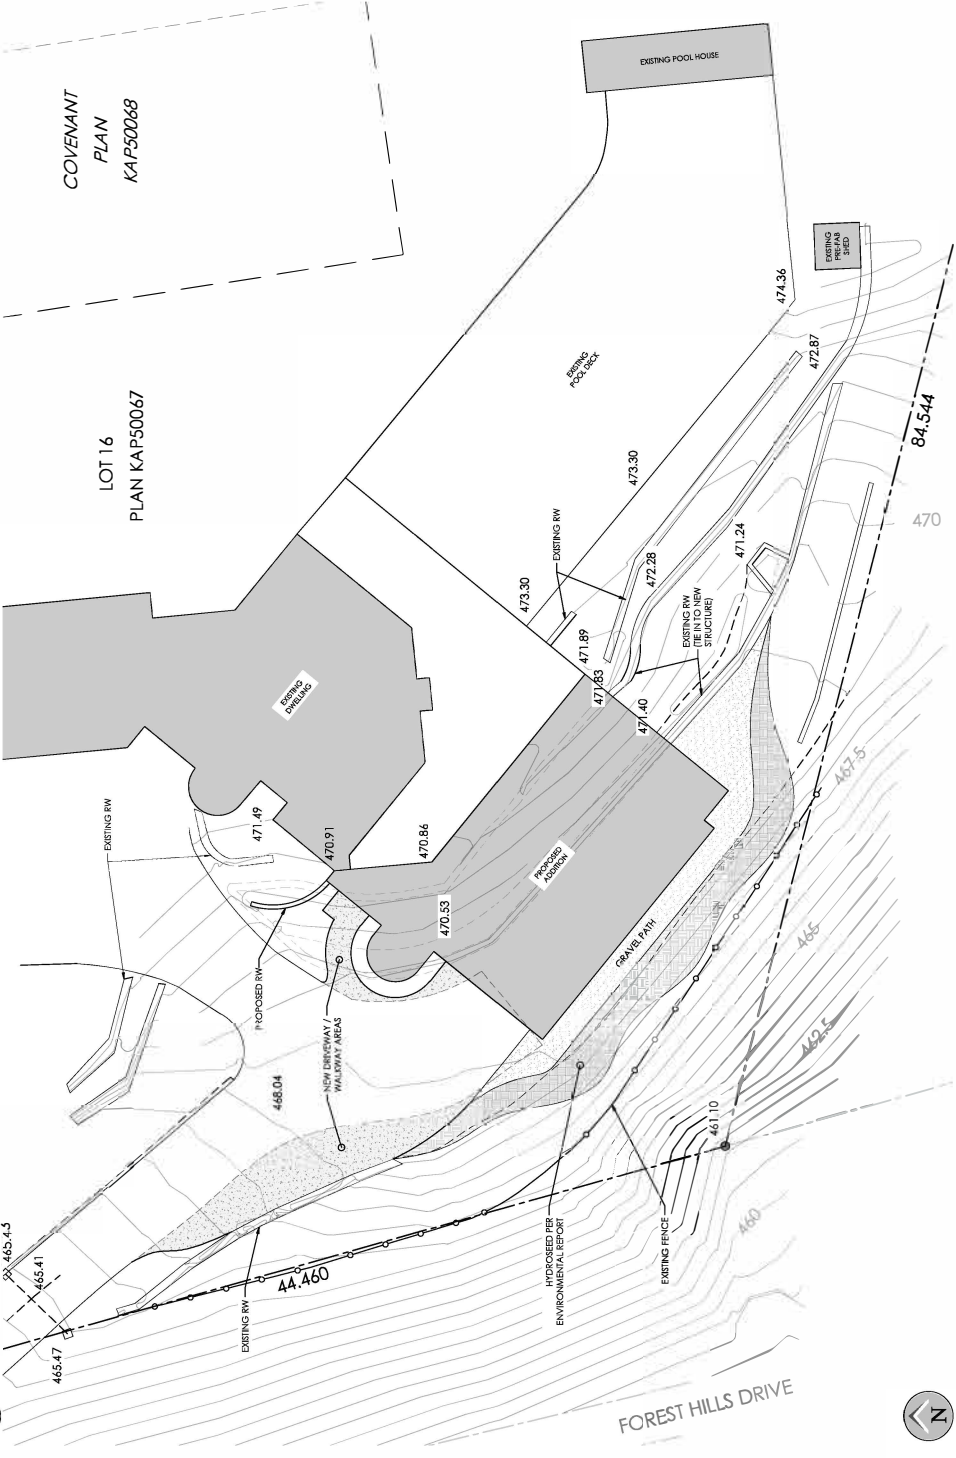 COVENANT
PLAN
KAP50068
EXISTING POOL HOUSE
EXISTING
PRE-FAB
SHED
474.36
472.87
LOT 16
PLAN KAP50067
EXISTING
POOL DECK
473.30
84.544
470
EXISTING RW
473.30
472.28
471.24
EXISTING RW
(TIE IN TO NEW
STRUCTURE)
471.89
471.83
471.40
EXISTING
DWELLING
467.5
EXISTING RW
471.49
470.91
470.86
PROPOSED
ADDITION
470.53
GRAVEL PATH
465
PROPOSED RW
NEW DRIVEWAY /
WALKWAY AREAS
468.04
462.5
461.10
460
HYDROSEED PER
ENVIRONMENTAL REPORT
EXISTING FENCE
465.45
465.41
465.47
44.460
EXISTING RW
FOREST HILLS DRIVE
N